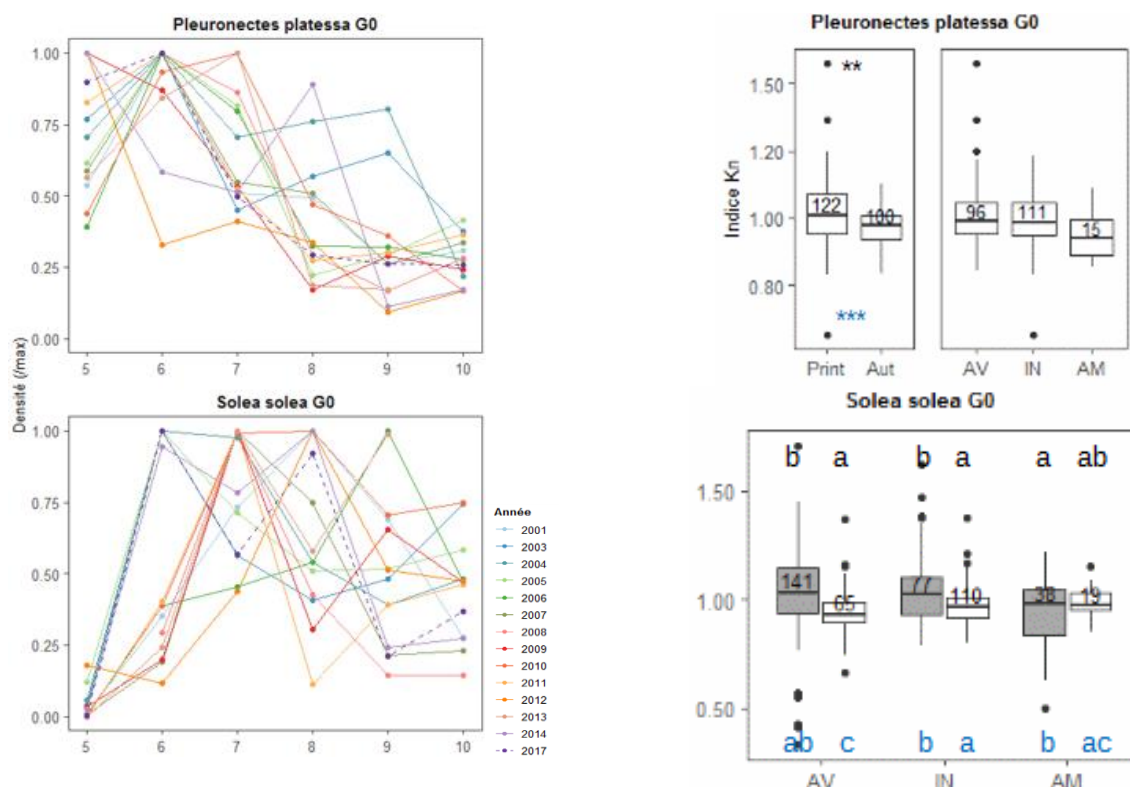 Pleuronectes platessa G0
1.00
0.75
0.50
0.25
0.00
5 6 7 8 9 10
Densité (/max)
Solea solea G0
1.00
0.75
0.50
0.25
0.00
5 6 7 8 9 10
Année
2001
2003
2004
2005
2006
2007
2008
2009
2010
2011
2012
2013
2014
2017
Pleuronectes platessa G0
Indice Kn
1.50
1.20
1.00
0.80
**
122 100
***
Print Aut
96 111 15
AV IN AM
Solea solea G0
1.50
1.00
0.50
b a b a a ab
141 65 77 110 38 19
ab c b a b ac
AV IN AM